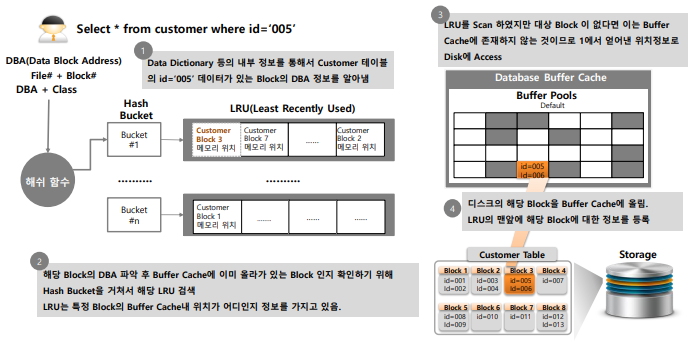 Select * from customer where id='005'
DBA(Data Block Address)
File# + Block#
DBA + Class
해쉬 함수
1
Data Dictionary 등의 내부 정보를 통해서 Customer 테이블
의 id='005' 데이터가 있는 Block의 DBA 정보를 알아냄
Hash
Bucket
LRU(Least Recently Used)
Bucket
#1
Customer
Block 3
메모리 위치
Customer
Block 7
메모리 위치
......
Customer
Block 2
메모리 위치
..........
..........
Bucket
#n
Customer
Block 1
메모리 위치
.......
......
......
2
해당 Block의 DBA 파악 후 Buffer Cache에 이미 올라가 있는 Block 인지 확인하기 위해
Hash Bucket을 거쳐서 해당 LRU 검색
LRU는 특정 Block의 Buffer Cache내 위치가 어디인지 정보를 가지고 있음.
3
LRU를 Scan 하였지만 대상 Block 이 없다면 이는 Buffer
Cache에 존재하지 않는 것이므로 1에서 얻어낸 위치정보로
Disk에 Access
Database Buffer Cache
Buffer Pools
Default
id=005
id=006
4
디스크의 해당 Block을 Buffer Cache에 올림.
LRU의 맨앞에 해당 Block에 대한 정보를 등록
Customer Table
Storage
Block 1
id=001
id=002
Block 2
id=003
id=004
Block 3
id=005
id=006
Block 4
id=007
Block 5
id=008
id=009
Block 6
id=010
Block 7
id=011
Block 8
id=012
Id=013